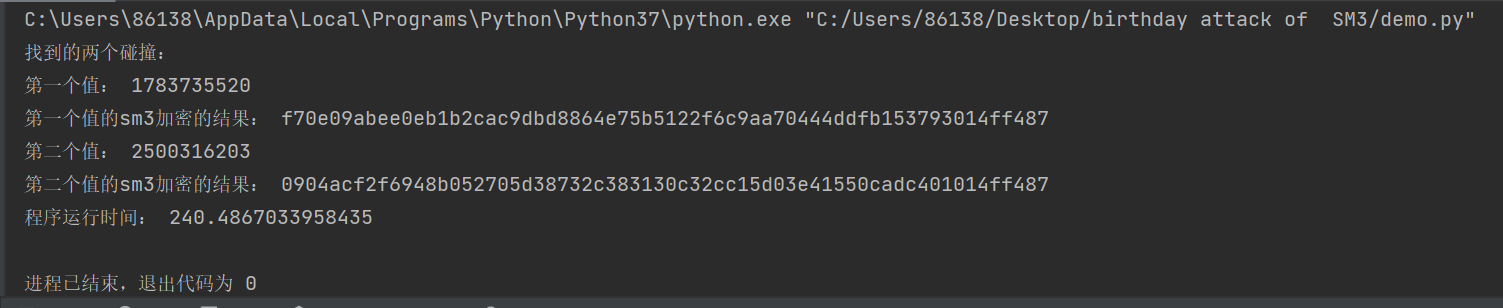 C:\Users\86138\AppData\Local\Programs\Python\Python37\python.exe "C:/Users/86138/Desktop/birthday attack of  SM3/demo.py"
找到的两个碰撞：
第一个值： 1783735520
第一个值的sm3加密的结果： f70e09abee0eb1b2cac9dbd8864e75b5122f6c9aa70444ddfb153793014ff487
第二个值： 2500316203
第二个值的sm3加密的结果： 0904acf2f6948b052705d38732c383130c32cc15d03e41550cadc401014ff487
程序运行时间： 240.4867033958435
进程已结束，退出代码为 0